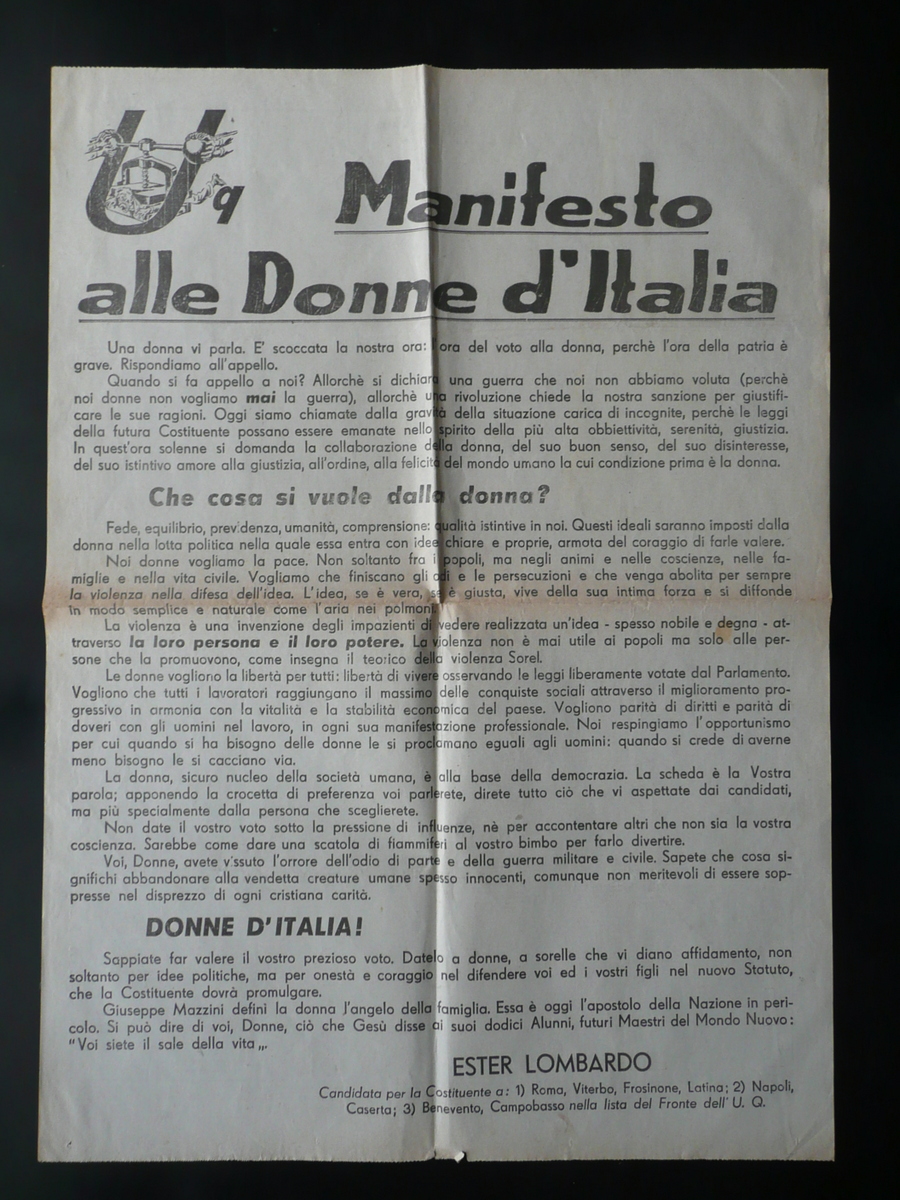 Uq
Manifesto
alle Donne d'Italia
Una donna vi parla. E' scoccata la nostra ora: l'ora del voto alla donna, perchè l'ora della patria è
grave. Rispondiamo all'appello.
Quando si fa appello a noi? Allorchè si dichiara una guerra che noi non abbiamo voluta (perchè
noi donne non vogliamo mai la guerra), allorchè una rivoluzione chiede la nostra sanzione per giustifi-
care le sue ragioni. Oggi siamo chiamate dalla gravità della situazione carica di incognite, perchè le leggi
della futura Costituente possano essere emanate nello spirito della più alta obbiettività, serenità, giustizia.
In quest'ora solenne si domanda la collaborazione della donna, del suo buon senso, del suo disinteresse,
del suo istintivo amore alla giustizia, all'ordine, alla felicità del mondo umano la cui condizione prima è la donna.
Che cosa si vuole dalla donna?
Fede, equilibrio, previdenza, umanità, comprensione: qualità istintive in noi. Questi ideali saranno imposti dalla
donna nella lotta politica nella quale essa entra con idee chiare e proprie, armata del coraggio di farle valere.
Noi donne vogliamo la pace. Non soltanto fra i popoli, ma negli animi e nelle coscienze, nelle fa-
miglie e nella vita civile. Vogliamo che finiscano gli odi e le persecuzioni e che venga abolita per sempre
la violenza nella difesa dell'idea. L'idea, se è vera, se è giusta, vive della sua intima forza e si diffonde
in modo semplice e naturale come l'aria nei polmoni.
La violenza è una invenzione degli impazienti di vedere realizzata un'idea - spesso nobile e degna - at-
traverso la loro persona e il loro potere. La violenza non è mai utile ai popoli ma solo alle per-
sone che la promuovono, come insegna il teorico della violenza Sorel.
Le donne vogliono la libertà per tutti: libertà di vivere osservando le leggi liberamente votate dal Parlamento.
Vogliono che tutti i lavoratori raggiungano il massimo delle conquiste sociali attraverso il miglioramento pro-
gressivo in armonia con la vitalità e la stabilità economica del paese. Vogliono parità di diritti e parità di
doveri con gli uomini nel lavoro, in ogni sua manifestazione professionale. Noi respingiamo l'opportunismo
per cui quando si ha bisogno delle donne le si proclamano eguali agli uomini: quando si crede di averne
meno bisogno le si cacciano via.
La donna, sicuro nucleo della società umana, è alla base della democrazia. La scheda è la Vostra
parola; apponendo la crocetta di preferenza voi parlerete, direte tutto ciò che vi aspettate dai candidati,
ma più specialmente dalla persona che sceglierete.
Non date il vostro voto sotto la pressione di influenze, nè per accontentare altri che non sia la vostra
coscienza. Sarebbe come dare una scatola di fiammiferi al vostro bimbo per farlo divertire.
Voi, Donne, avete vissuto l'orrore dell'odio di parte e della guerra militare e civile. Sapete che cosa si-
gnifichi abbandonare alla vendetta creature umane spesso innocenti, comunque non meritevoli di essere sop-
presse nel disprezzo di ogni cristiana carità.
DONNE D'ITALIA!
Sappiate far valere il vostro prezioso voto. Datelo a donne, a sorelle che vi diano affidamento, non
soltanto per idee politiche, ma per onestà e coraggio nel difendere voi ed i vostri figli nel nuovo Statuto,
che la Costituente dovrà promulgare.
Giuseppe Mazzini definì la donna l'angelo della famiglia. Essa è oggi l'apostolo della Nazione in peri-
colo. Si può dire di voi, Donne, ciò che Gesù disse ai suoi dodici Alunni, futuri Maestri del Mondo Nuovo:
"Voi siete il sale della vita„.
ESTER LOMBARDO
Candidata per la Costituente a: 1) Roma, Viterbo, Frosinone, Latina; 2) Napoli,
Caserta; 3) Benevento, Campobasso nella lista del Fronte dell'U. Q.